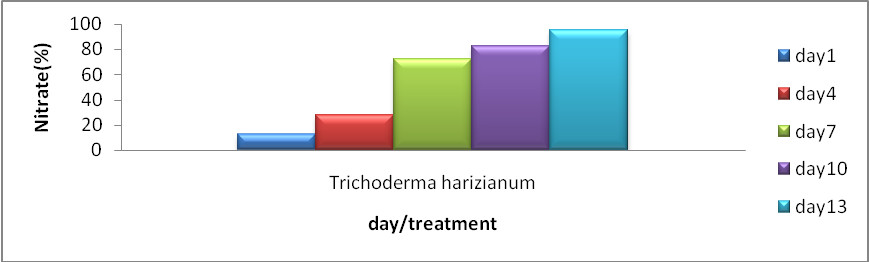 100
80
60
40
20
0
Nitrate(%)
Trichoderma harizianum
day/treatment
day1
day4
day7
day10
day13